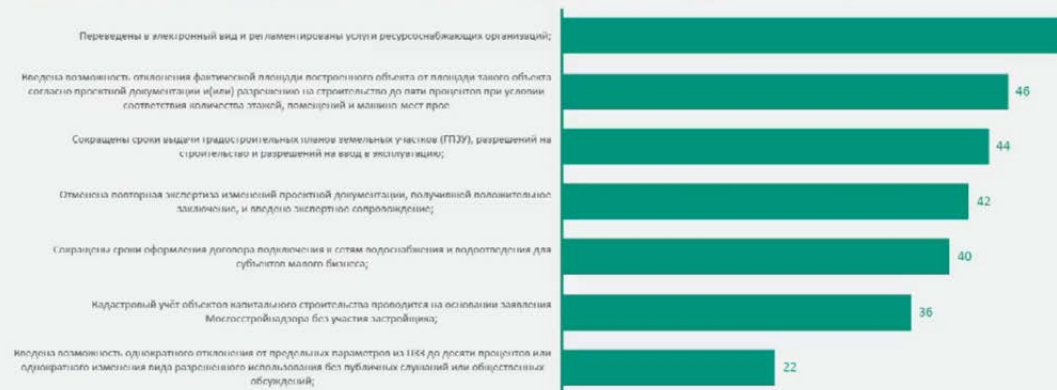 Переведены в электронный вид и регламентированы услуги ресурсоснабжающих организаций;
Введена возможность отклонения фактической площади построенного объекта от площади такого объекта
согласно проектной документации и(или) разрешению на строительство до пяти процентов при условии
соответствия количества этажей, помещений и машино-мест прое
46
Сокращены сроки выдачи градостроительных планов земельных участков (ГПЗУ), разрешений на
строительство и разрешений на ввод в эксплуатацию;
44
Отменена повторная экспертиза изменений проектной документации, получившей положительное
заключение, и введено экспертное сопровождение;
42
Сокращены сроки оформления договора подключения к сетям водоснабжения и водоотведения для
субъектов малого бизнеса;
40
Кадастровый учёт объектов капитального строительства проводится на основании заявления
Мосгосстройнадзора без участия застройщика;
36
Введена возможность однократного отклонения от предельных параметров из ПЗЗ до десяти процентов или
однократного изменения вида разрешенного использования без публичных слушаний или общественных
обсуждений;
22